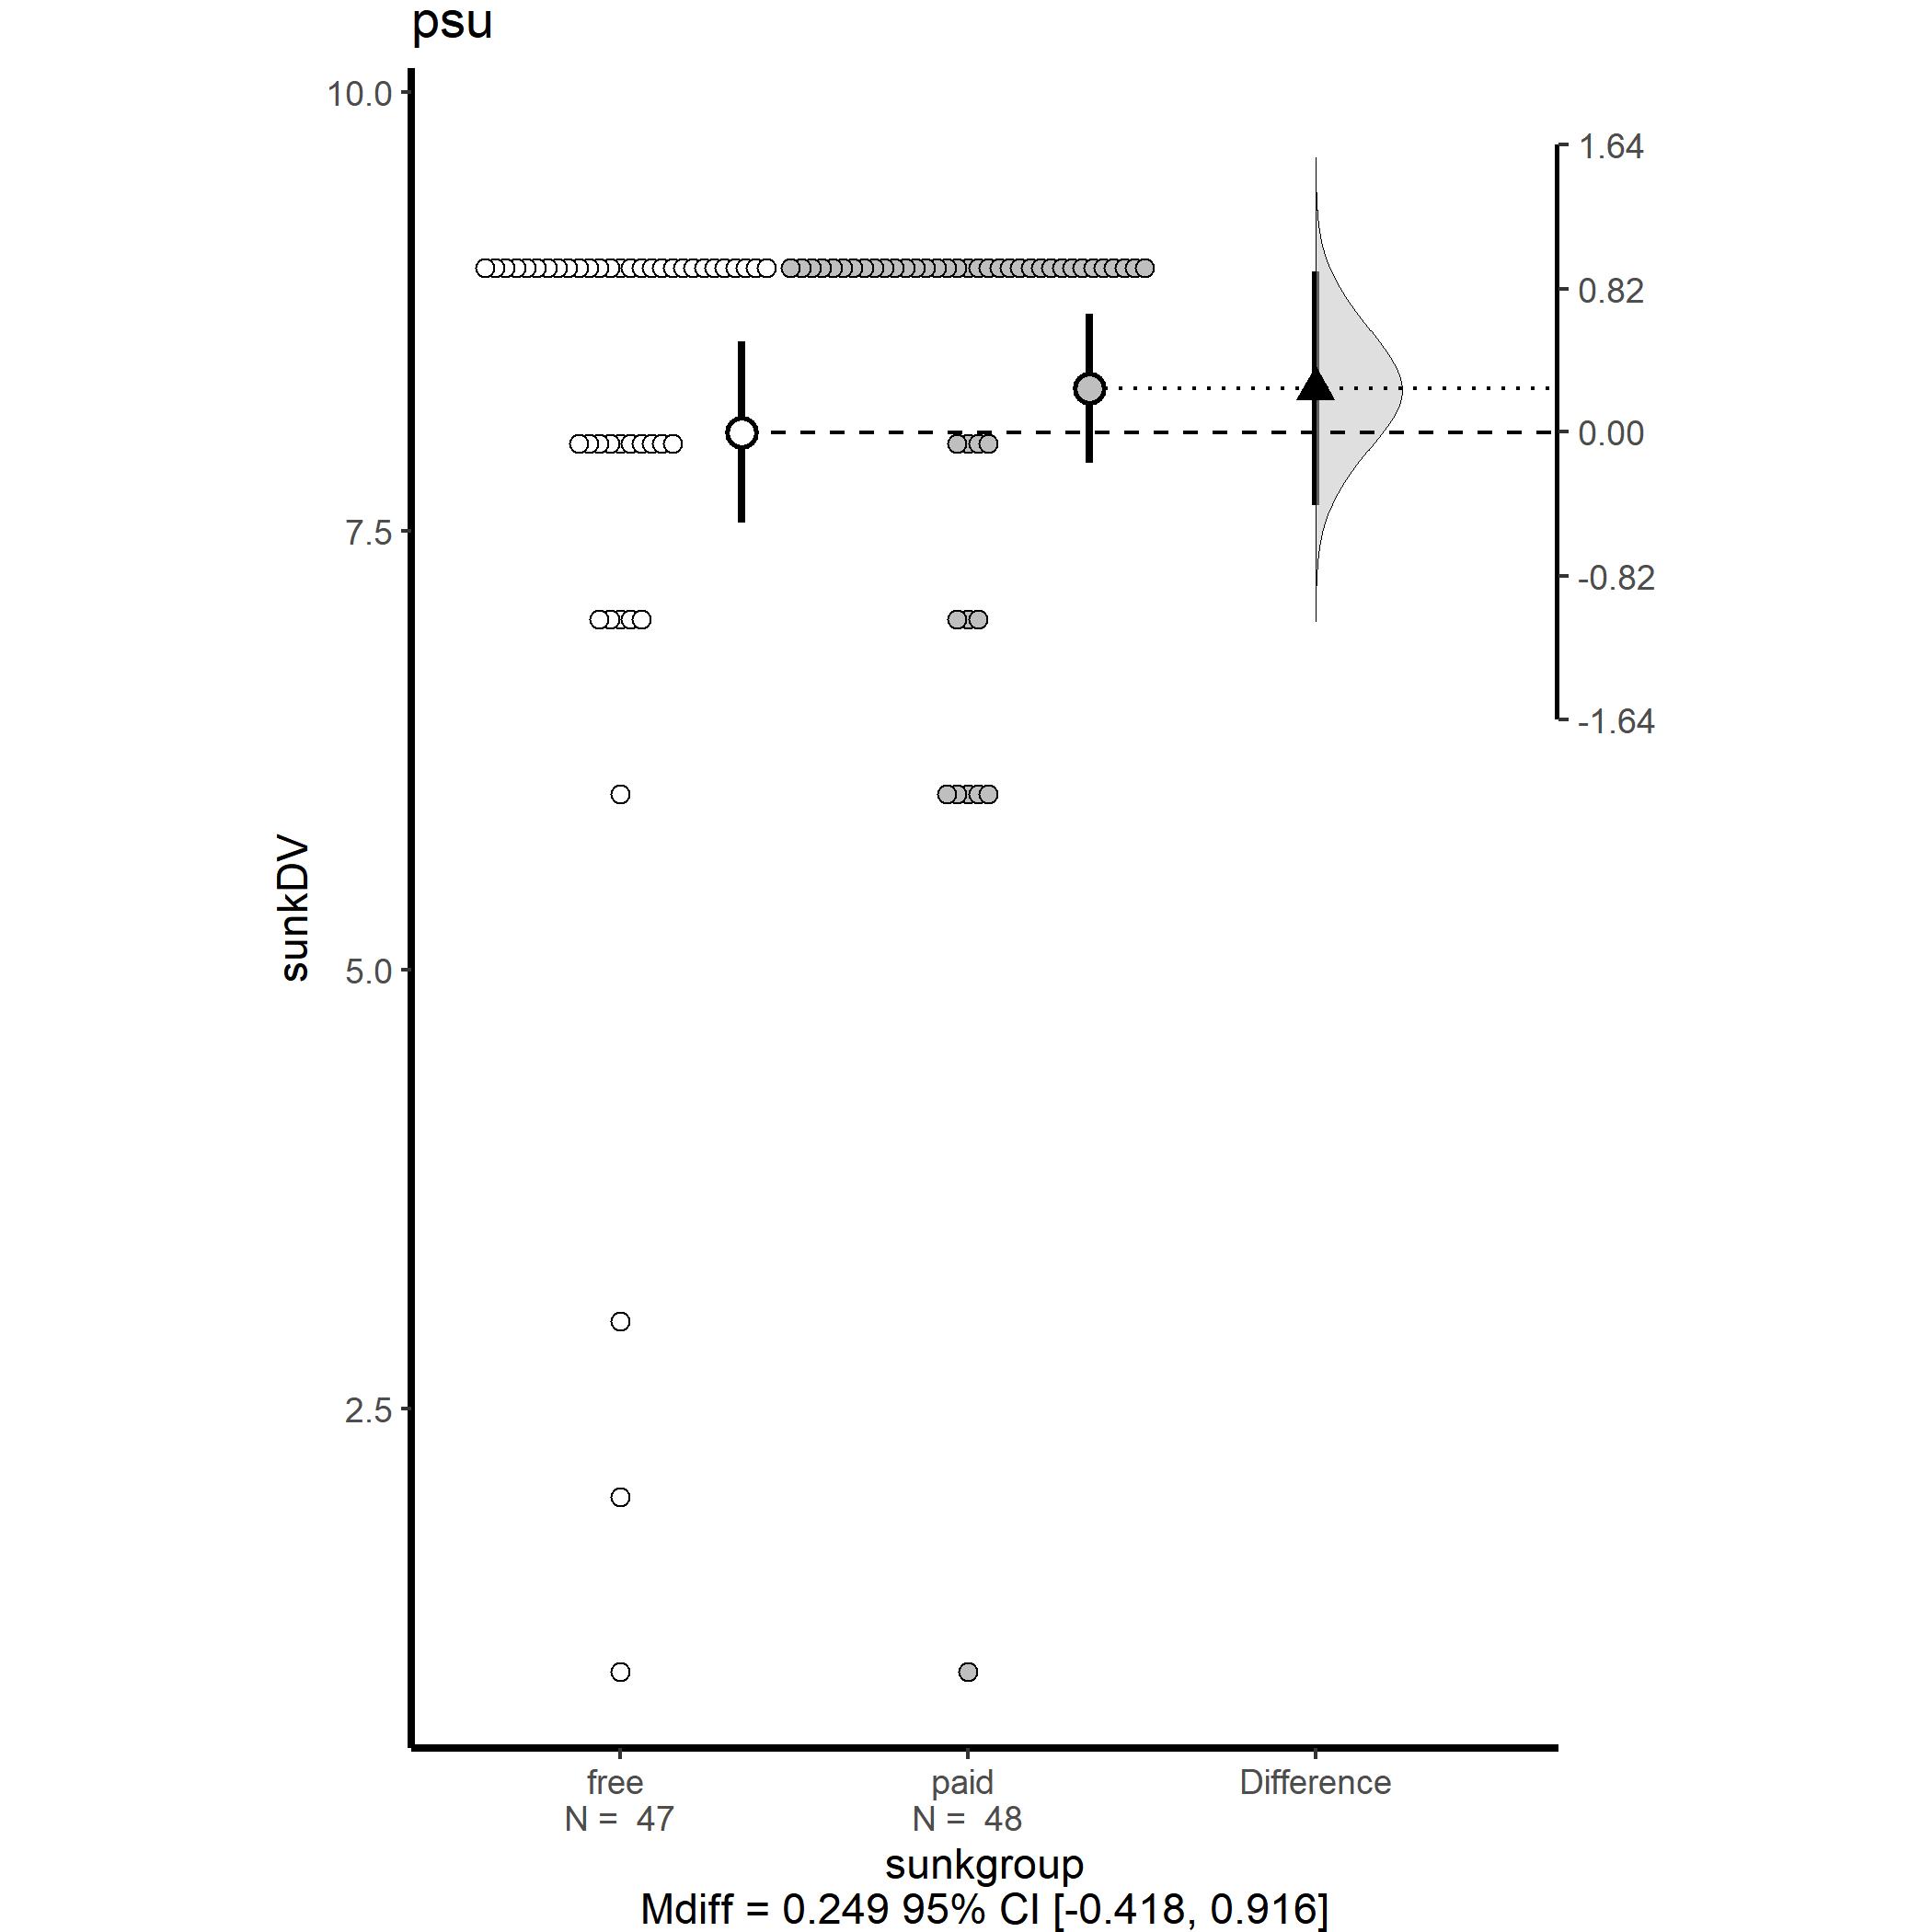 psu
10.0
7.5
5.0
2.5
sunkDV
1.64
0.82
0.00
-0.82
-1.64
free
N = 47
paid
N = 48
Difference
sunkgroup
Mdiff = 0.249 95% CI [-0.418, 0.916]